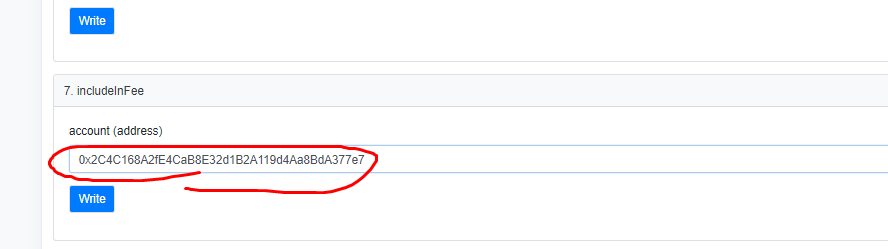 Write
7. includeInFee
account (address)
0x2C4C168A2fE4CaB8E32d1B2A119d4Aa8BdA377e7
Write